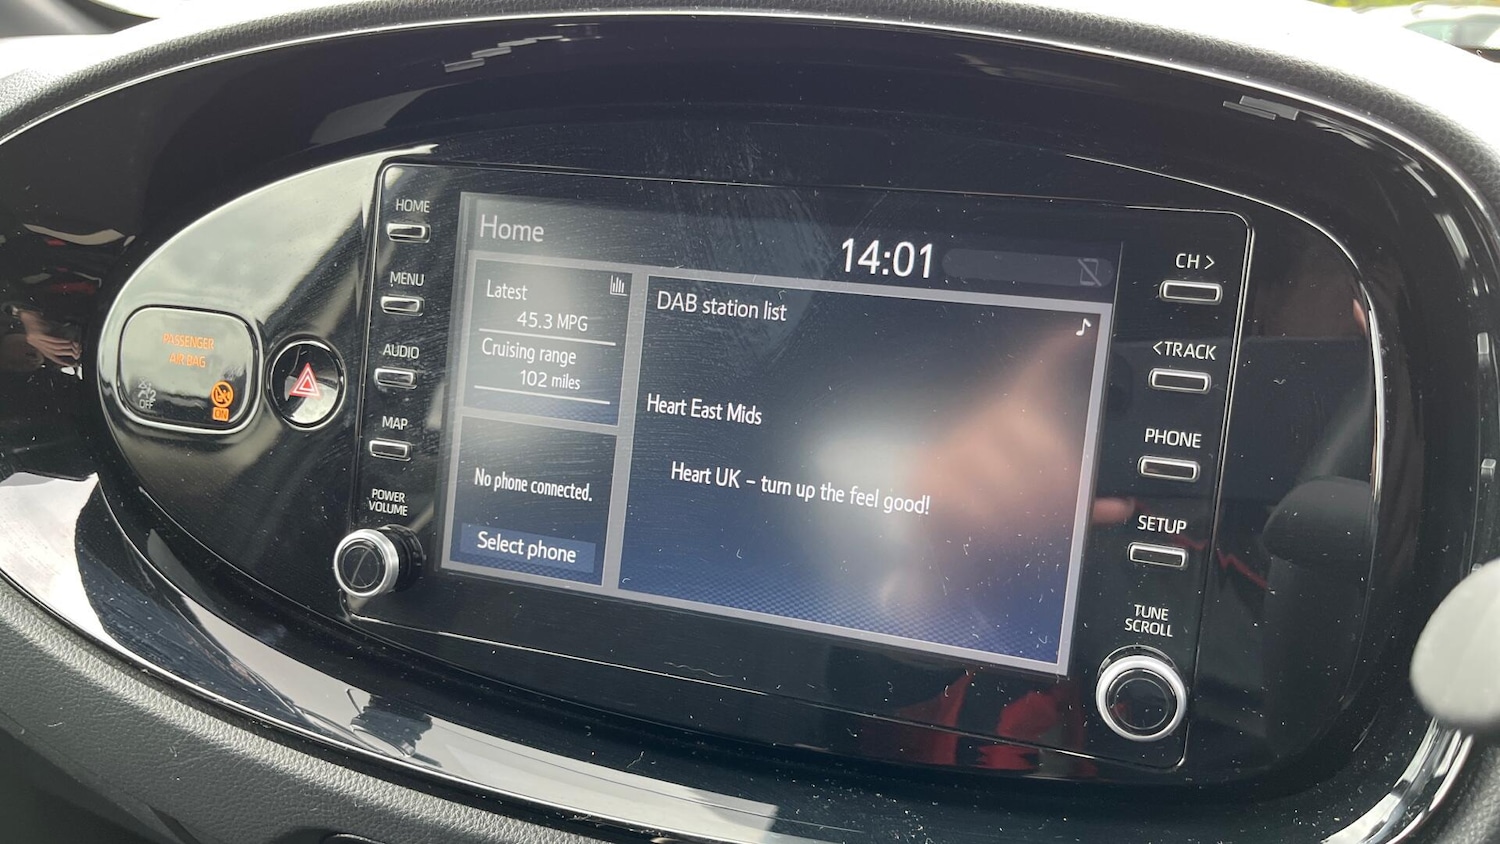 HOME
MENU
AUDIO
MAP
POWER
VOLUME
PASSENGER
AIR BAG
OFF
ON
Home
14:01
Latest
45.3 MPG
Cruising range
102 miles
No phone connected.
Select phone
DAB station list
Heart East Mids
Heart UK – turn up the feel good!
CH >
<TRACK
PHONE
SETUP
TUNE
SCROLL